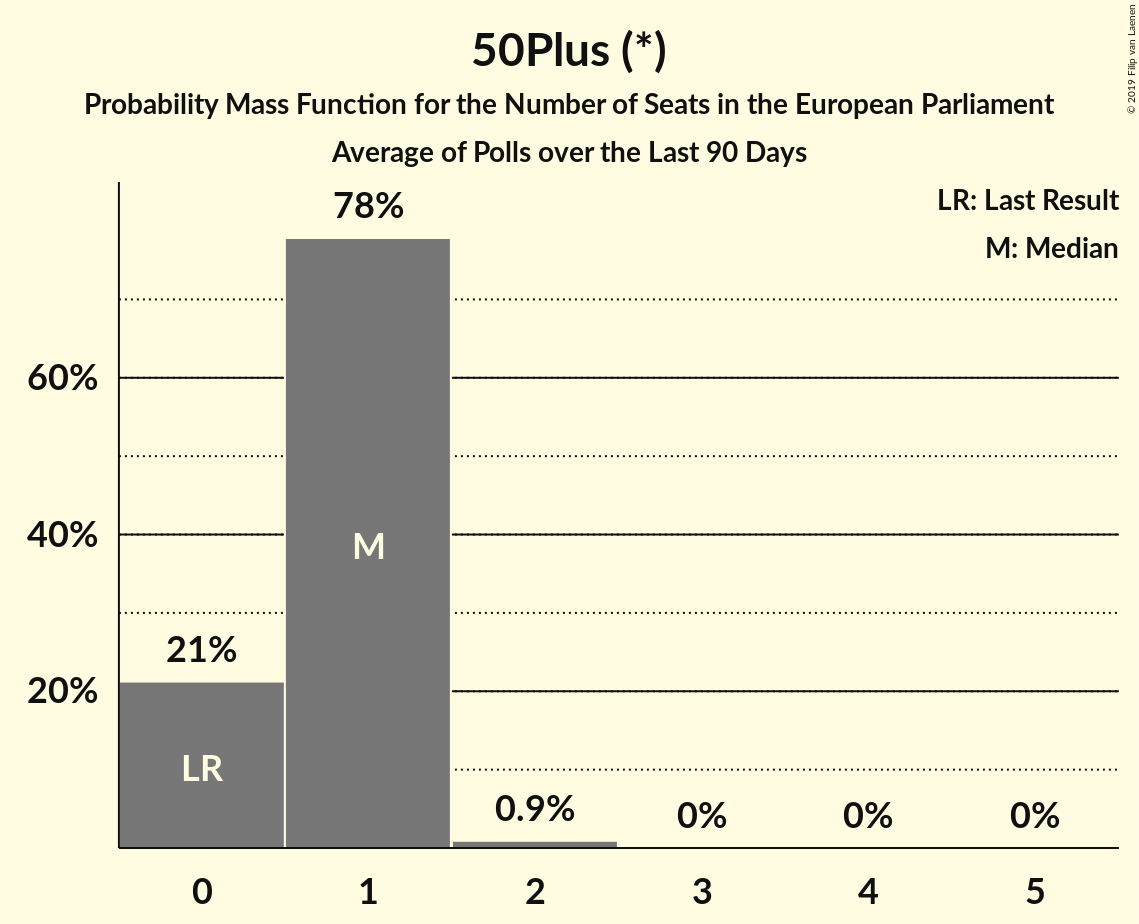 50Plus (*)
Probability Mass Function for the Number of Seats in the European Parliament
Average of Polls over the Last 90 Days
© 2019 Filip van Laenen
LR: Last Result
M: Median
78%
60%
40%
20%
21%
0.9%
0%
0%
0%
LR
M
0
1
2
3
4
5